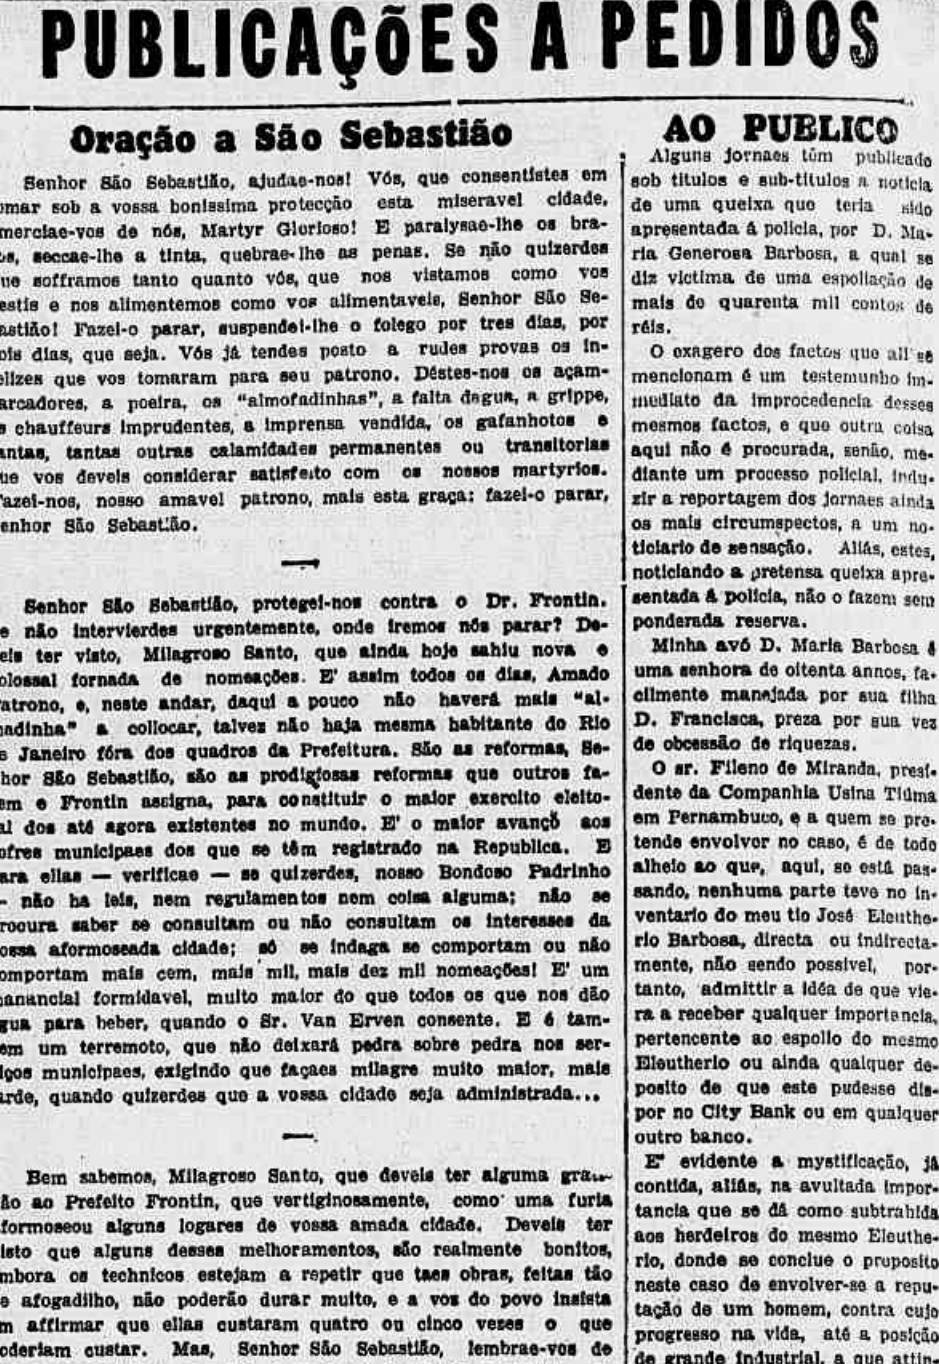 PUBLICAÇÕES A PEDIDOS
Oração a São Sebastião
Senhor São Sebastião, ajudae-nos! Vós, que consentistes em
omar sob a vossa bonissima protecção esta miseravel cidade,
merciae-vos de nós, Martyr Glorioso! E paralysae-lhe os bra-
os, seccae-lhe a tinta, quebrae-lhe as penas. Se não quizerdes
ue soffframos tanto quanto vós, que nos vistamos como vos
estis e nos alimentemos como vos alimentaveis, Senhor São Se-
astião! Fazei-o parar, suspendei-lhe o folego por tres dias, por
ois dias, que seja. Vós já tendes posto a rudes provas os in-
elizes que vos tomaram para seu patrono. Déstes-nos os açam-
arcadores, a poeira, os "almofadinhas", a falta dagua, a grippe,
s chauffeurs imprudentes, a imprensa vendida, os gafanhotos e
antas, tantas outras calamidades permanentes ou transitorias
ue vos deveis considerar satisfeito com os nossos martyrios.
azei-nos, nosso amavel patrono, mais esta graça: fazei-o parar,
enhor São Sebastião.
Senhor São Sebastião, protegei-nos contra o Dr. Frontin.
e não intervierdes urgentemente, onde iremos nós parar? De-
eis ter visto, Milagroso Santo, que ainda hoje sahiu nova e
olossal fornada de nomeações. E' assim todos os dias, Amado
atrono, e, neste andar, daqui a pouco não haverá mais "al-
adinha" a collocar, talvez não haja mesma habitante do Rio
e Janeiro fóra dos quadros da Prefeitura. São as reformas, Se-
hor São Sebastião, são as prodigiosas reformas que outros fa-
em e Frontin assigna, para constituir o maior exercito eleito-
al dos até agora existentes no mundo. E' o maior avanço aos
ofres municipaes dos que se têm registrado na Republica. E
ara ellas — verificae — se quizerdes, nosso Bondoso Padrinho
- não ha leis, nem regulamentos nem coisa alguma; não se
rocura saber se consultam ou não consultam os interesses da
ossa aformoseada cidade; só se indaga se comportam ou não
omportam mais cem, mais mil, mais dez mil nomeações! E' um
anancial formidavel, muito maior do que todos os que nos dão
gua para beber, quando o Sr. Van Erven consente. E é tam-
em um terremoto, que não deixará pedra sobre pedra nos ser-
iços municipaes, exigindo que façaes milagre muito maior, mais
arde, quando quizerdes que a vossa cidade seja administrada...
Bem sabemos, Milagroso Santo, que deveis ter alguma gra-
ão ao Prefeito Frontin, que vertiginosamente, como uma furia
formoseou alguns logares de vossa amada cidade. Deveis ter
isto que alguns desses melhoramentos, são realmente bonitos,
mbora os technicos estejam a repetir que taes obras, feitas tão
e afogadilho, não poderão durar muito, e a vos do povo insista
m affirmar que ellas custaram quatro ou cinco vezes o que
oderiam custar. Mas, Senhor São Sebastião, lembrae-vos de
AO PUBLICO
Alguns jornaes têm publicado
sob titulos e sub-titulos a noticia
de uma queixa que teria sido
apresentada á policia, por D. Ma-
ria Generosa Barbosa, a qual se
diz victima de uma espoliação de
mais de quarenta mil contos de
réis.
O exagero dos factos que ali se
mencionam é um testemunho im-
mediato da improcedencia desses
mesmos factos, e que outra coisa
aqui não é procurada, senão, me-
diante um processo policial, indu-
zir a reportagem dos jornaes ainda
os mais circumspectos, a um no-
ticiario de sensação. Aliás, estes,
noticiando a pretensa queixa apre-
sentada á policia, não o fazem sem
ponderada reserva.
Minha avó D. Maria Barbosa é
uma senhora de oitenta annos, fa-
cilmente manejada por sua filha
D. Francisca, preza por sua vez
de obcessão de riquezas.
O sr. Fileno de Miranda, presi-
dente da Companhia Usina Tiúma
em Pernambuco, e a quem se pre-
tende envolver no caso, é de todo
alheio ao que, aqui, se está pas-
sando, nenhuma parte teve no in-
ventario do meu tio José Eleuthe-
rio Barbosa, directa ou indirecta-
mente, não sendo possivel, por-
tanto, admittir a idéa de que vie-
ra a receber qualquer importancia,
pertencente ao espolio do mesmo
Eleutherio ou ainda qualquer de-
posito de que este pudesse dis-
por no City Bank ou em qualquer
outro banco.
E' evidente a mystificação, já
contida, aliás, na avultada impor-
tancia que se dá como subtrahida
aos herdeiros do mesmo Eleuthe-
rio, donde se conclue o proposito
neste caso de envolver-se a repu-
tação de um homem, contra cujo
progresso na vida, até a posição
de grande industrial, a que attin-